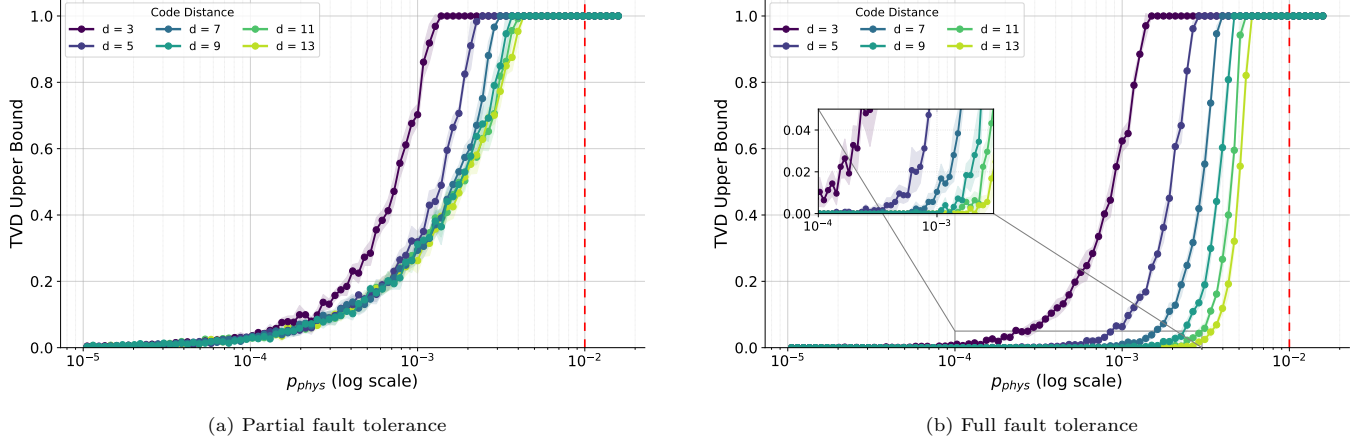 Code Distance
d = 3
d = 7
d = 11
d = 5
d = 9
d = 13
1.0
0.8
0.6
0.4
0.2
0.0
TVD Upper Bound
10⁻⁵
10⁻⁴
10⁻³
10⁻²
p_phys (log scale)
(a) Partial fault tolerance
Code Distance
d = 3
d = 7
d = 11
d = 5
d = 9
d = 13
1.0
0.8
0.6
0.4
0.2
0.0
TVD Upper Bound
0.04
0.02
0.00
10⁻⁴
10⁻³
10⁻⁵
10⁻⁴
10⁻³
10⁻²
p_phys (log scale)
(b) Full fault tolerance